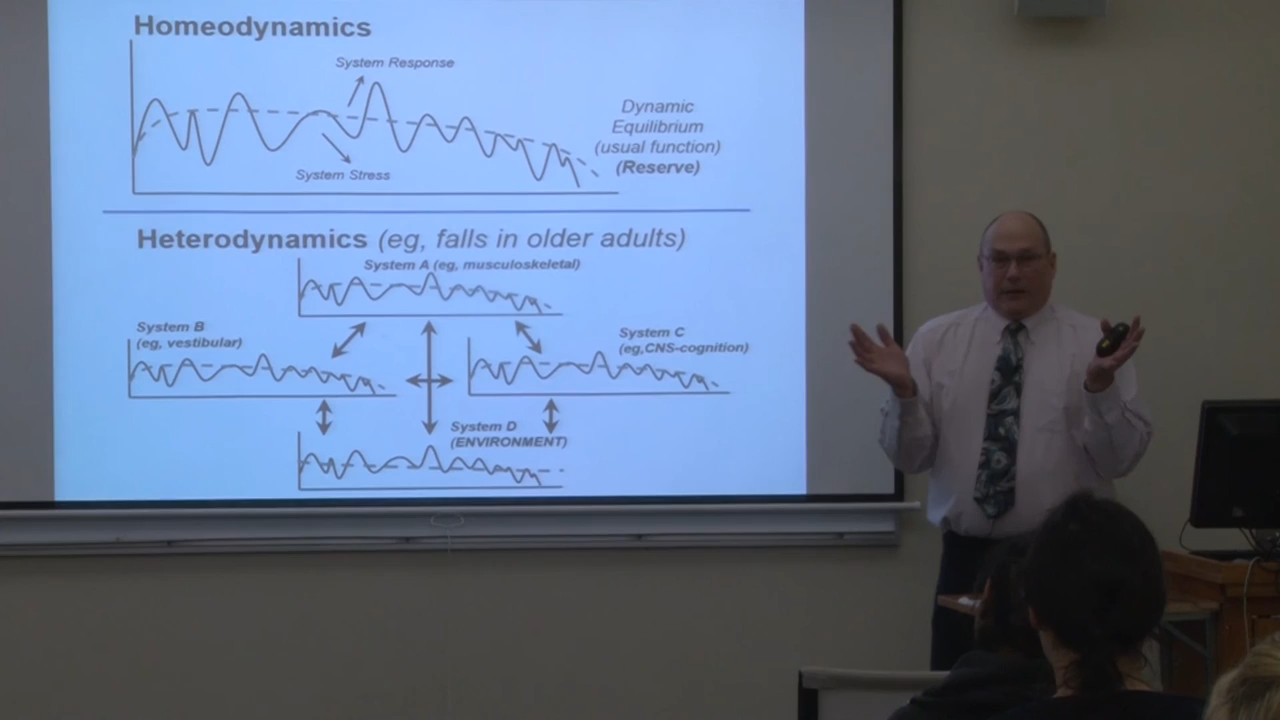 Homeodynamics
System Response
System Stress
Dynamic
Equilibrium
(usual function)
(Reserve)
Heterodynamics (eg, falls in older adults)
System A (eg, musculoskeletal)
System B
(eg, vestibular)
System C
(eg,CNS-cognition)
System D
(ENVIRONMENT)